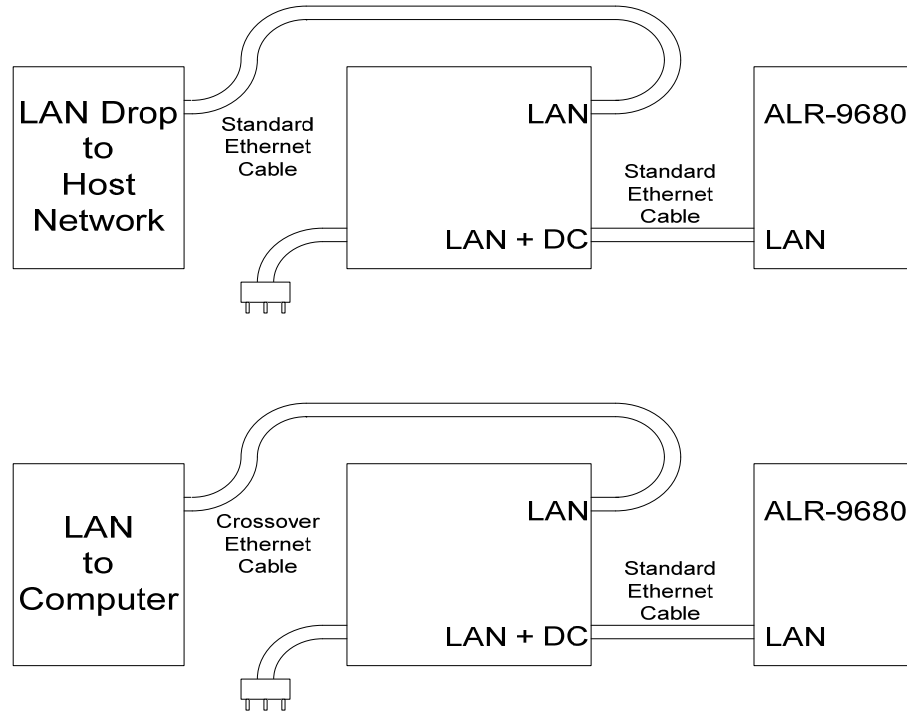 LAN Drop
to
Host
Network
Standard
Ethernet
Cable
LAN
LAN + DC
Standard
Ethernet
Cable
ALR-9680
LAN
LAN
to
Computer
Crossover
Ethernet
Cable
LAN
LAN + DC
Standard
Ethernet
Cable
ALR-9680
LAN